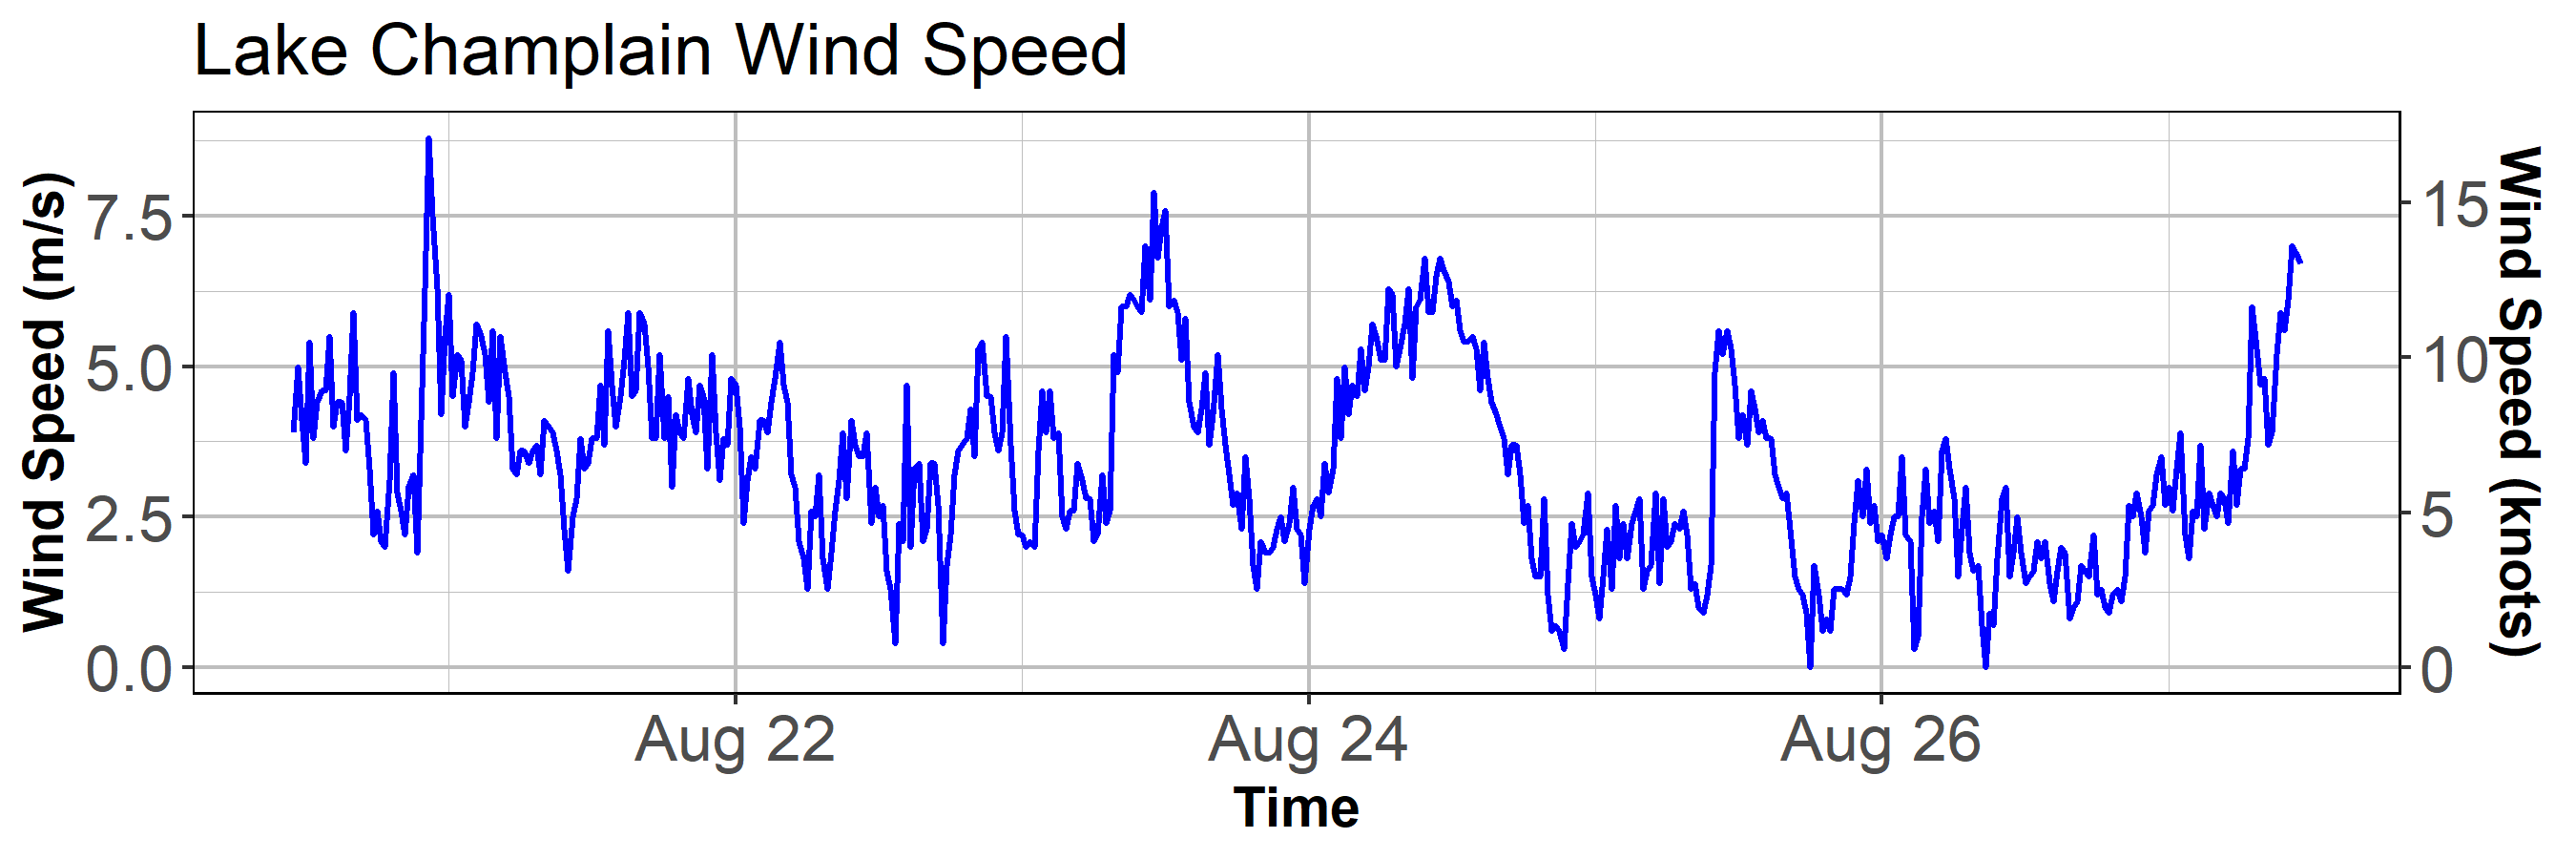 Lake Champlain Wind Speed
Wind Speed (m/s)
7.5
5.0
2.5
0.0
15
10
5
0
Wind Speed (knots)
Aug 22
Aug 24
Aug 26
Time